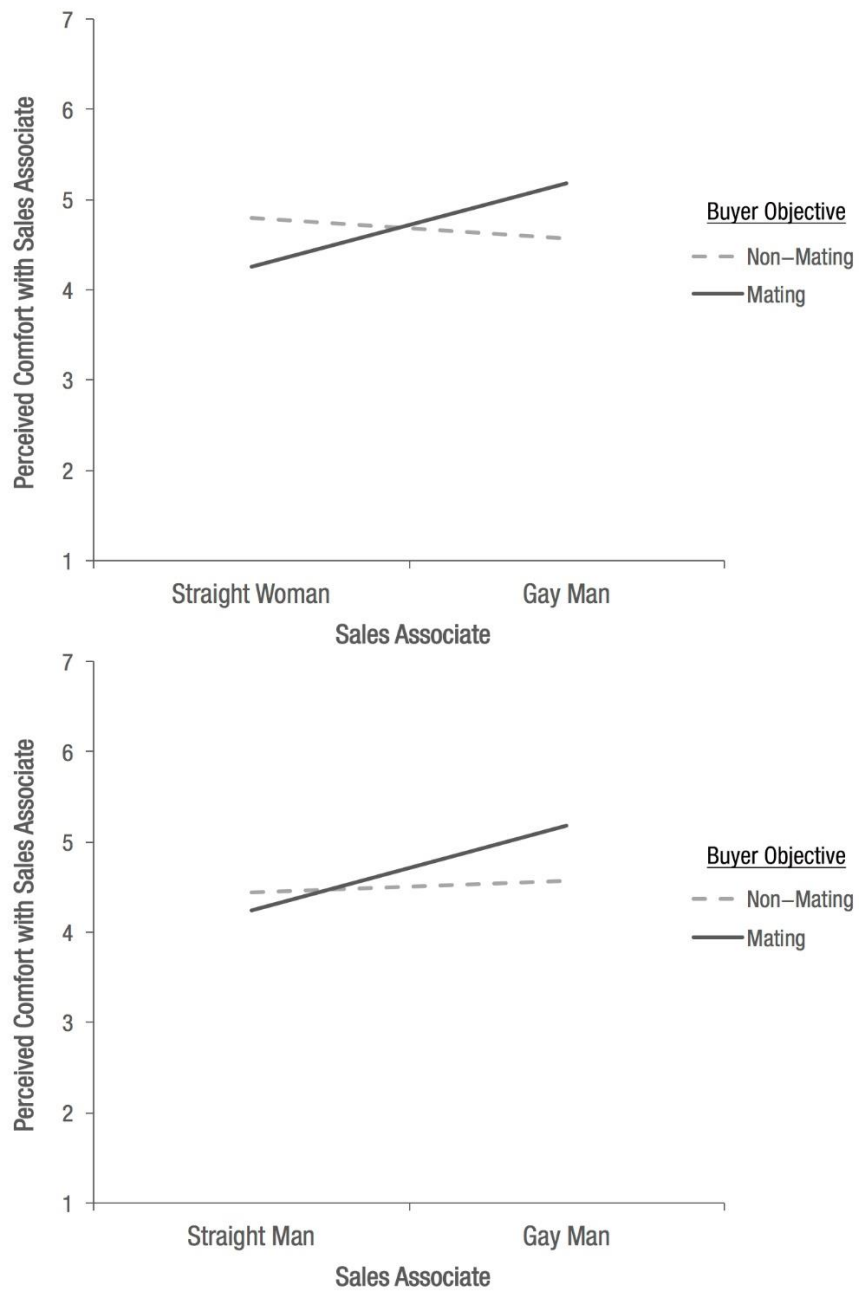 7
6
5
4
3
2
1
Perceived Comfort with Sales Associate
Straight Woman
Gay Man
Sales Associate
Buyer Objective
Non–Mating
Mating
7
6
5
4
3
2
1
Perceived Comfort with Sales Associate
Straight Man
Gay Man
Sales Associate
Buyer Objective
Non–Mating
Mating